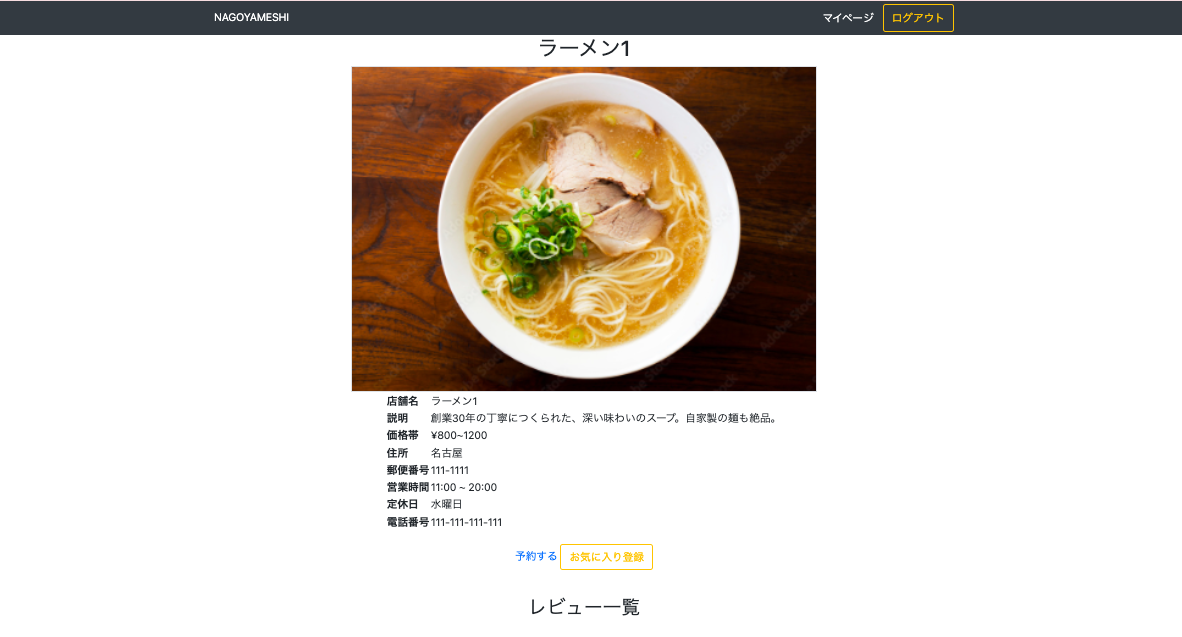 NAGOYAMESHI マイページ ログアウト
ラーメン1
Adobe Stock
店舗名 ラーメン1
説明 創業30年の丁寧につくられた、深い味わいのスープ。自家製の麺も絶品。
価格帯 ¥800~1200
住所 名古屋
郵便番号 111-1111
営業時間 11:00 ~ 20:00
定休日 水曜日
電話番号 111-111-111-111
予約する お気に入り登録
レビュー一覧